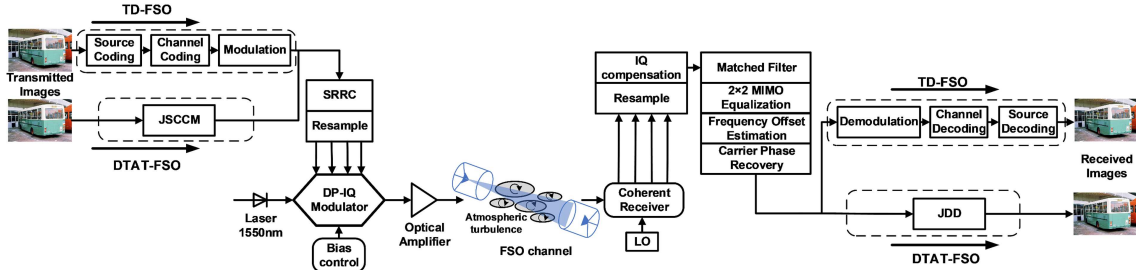 TD-FSO
Source
Coding
Channel
Coding
Modulation
Transmitted
Images
JSCCM
DTAT-FSO
SRRC
Resample
Laser
1550nm
DP-IQ
Modulator
Bias
control
Optical
Amplifier
Atmospheric
turbulence
FSO channel
IQ
compensation
Resample
Coherent
Receiver
LO
Matched Filter
2×2 MIMO
Equalization
Frequency Offset
Estimation
Carrier Phase
Recovery
TD-FSO
Demodulation
Channel
Decoding
Source
Decoding
Received
Images
JDD
DTAT-FSO